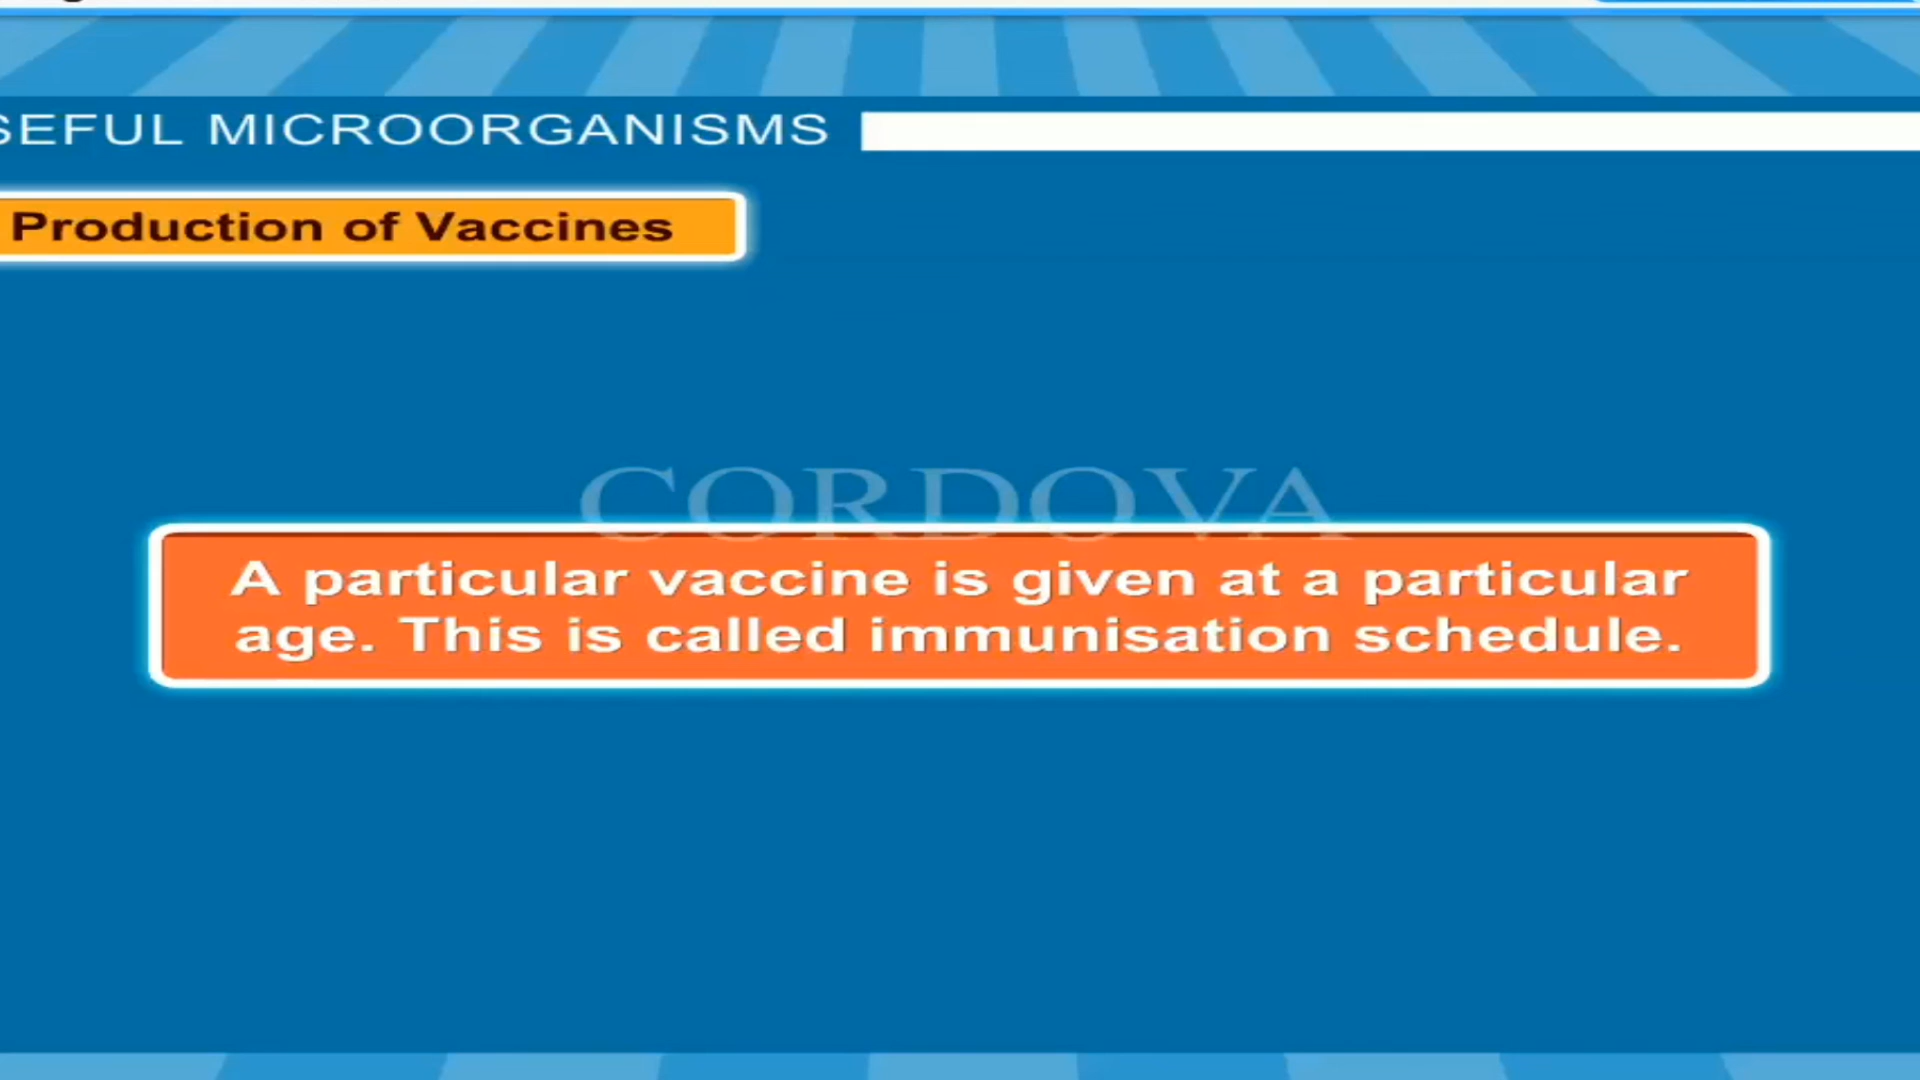 SEFUL MICROORGANISMS
Production of Vaccines
CORDOVA
A particular vaccine is given at a particular
age. This is called immunisation schedule.